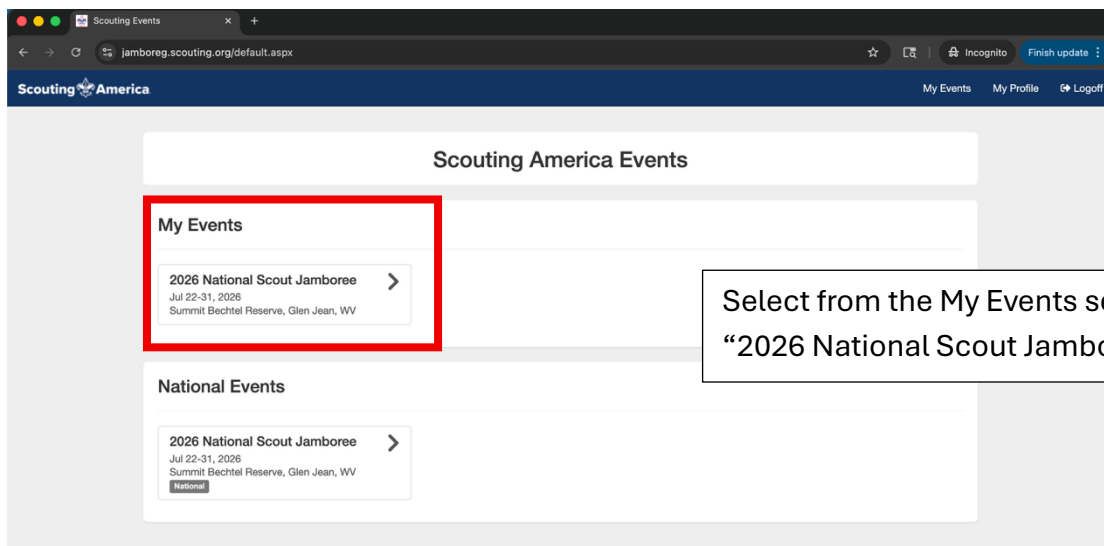 Scouting Events
jamboreg.scouting.org/default.aspx
Incognito
Finish update
Scouting America
My Events
My Profile
Logoff
Scouting America Events
My Events
2026 National Scout Jamboree
Jul 22-31, 2026
Summit Bechtel Reserve, Glen Jean, WV
Select from the My Events
“2026 National Scout
National Events
2026 National Scout Jamboree
Jul 22-31, 2026
Summit Bechtel Reserve, Glen Jean, WV
National